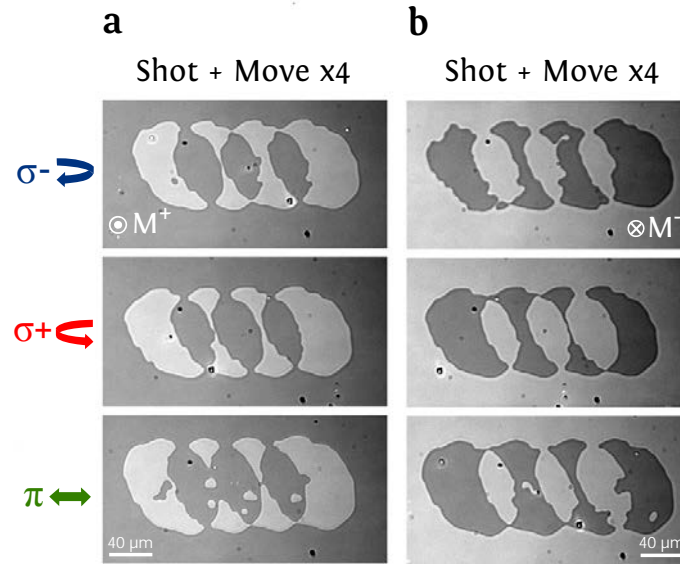 a b
Shot + Move x4 Shot + Move x4
σ-
⊙M⁺ ⊗M⁻
σ+
π
40 µm 40 µm